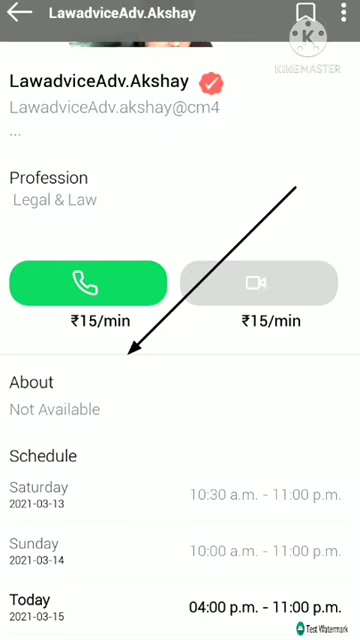 LawadviceAdv.Akshay
K
KINEMASTER
LawadviceAdv.Akshay
LawadviceAdv.akshay@cm4
...
Profession
Legal & Law
₹15/min
₹15/min
About
Not Available
Schedule
Saturday
2021-03-13
10:30 a.m. - 11:00 p.m.
Sunday
2021-03-14
10:00 a.m. - 11:00 p.m.
Today
2021-03-15
04:00 p.m. - 11:00 p.m.
Test Watermark